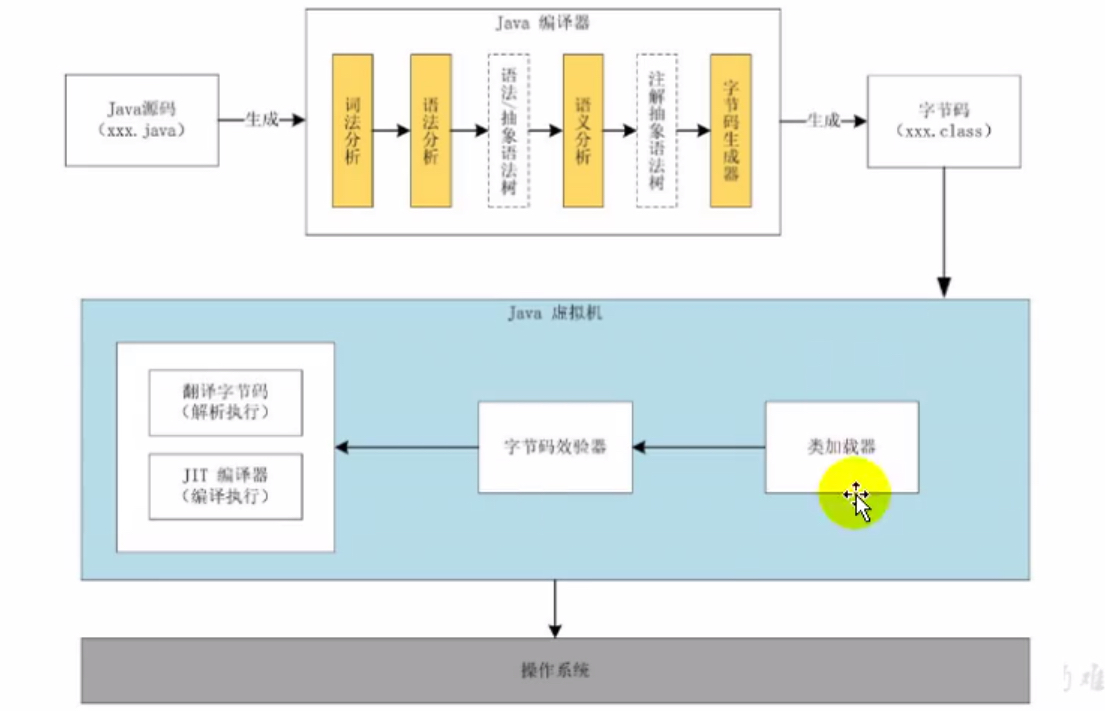 Java 编译器
Java源码
（xxx.java）
生成
词法分析
语法分析
语法/抽象语法树
语义分析
注解抽象语法树
字节码生成器
生成
字节码
（xxx.class）
Java 虚拟机
翻译字节码
（解析执行）
JIT 编译器
（编译执行）
字节码效验器
类加载器
操作系统
难